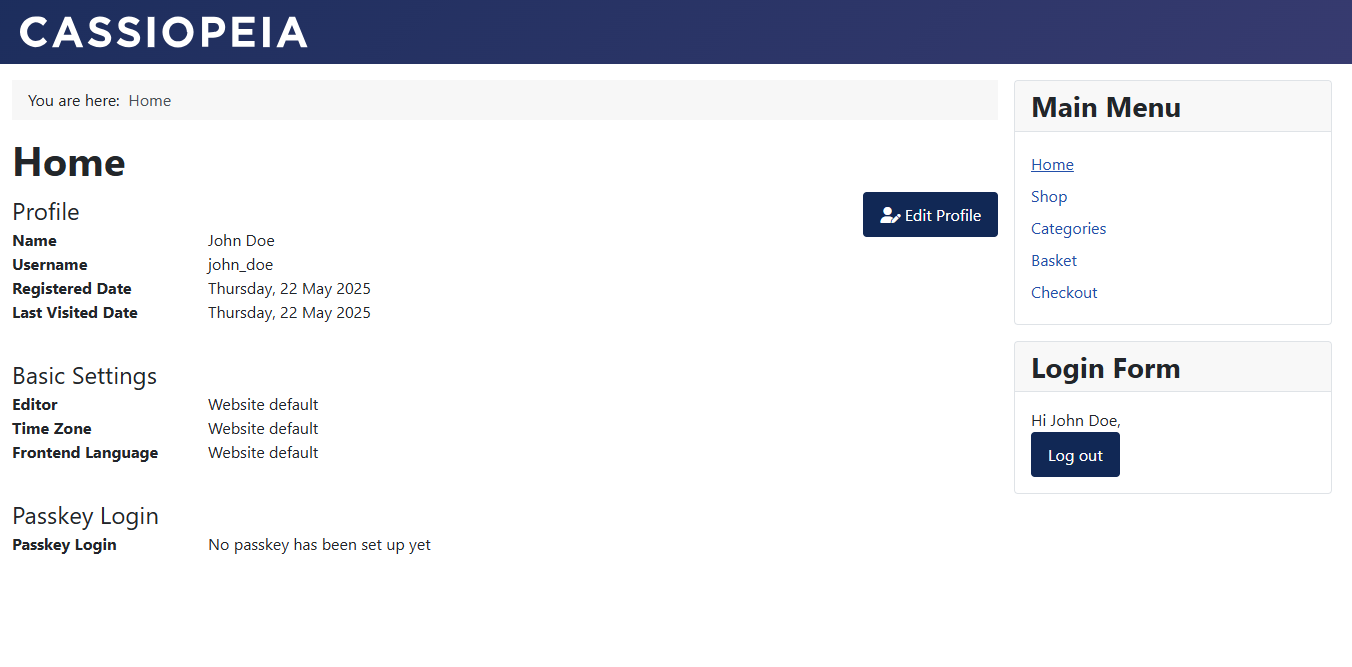 CASSIOPEIA
You are here: Home
Home
Profile
Edit Profile
Name John Doe
Username john_doe
Registered Date Thursday, 22 May 2025
Last Visited Date Thursday, 22 May 2025
Basic Settings
Editor Website default
Time Zone Website default
Frontend Language Website default
Passkey Login
Passkey Login No passkey has been set up yet
Main Menu
Home
Shop
Categories
Basket
Checkout
Login Form
Hi John Doe,
Log out